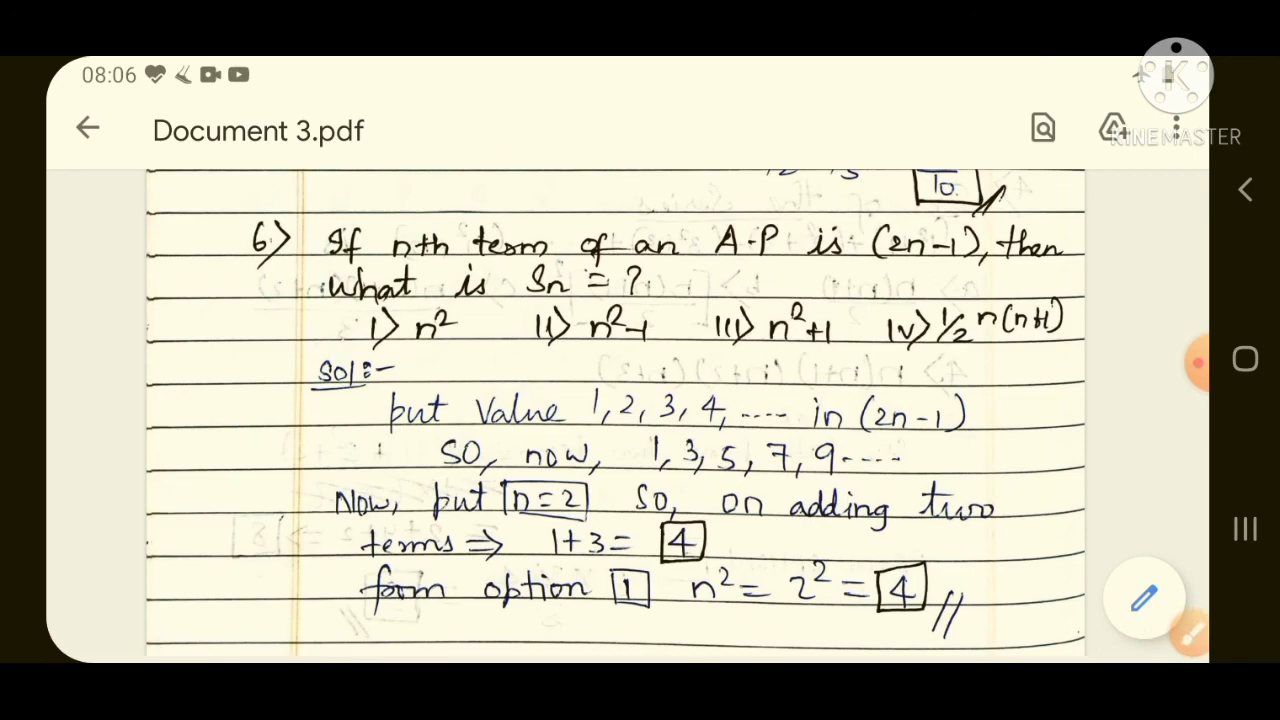 08:06
KINEMASTER
Document 3.pdf
10
6> If nth term of an A.P is (2n-1), then
what is Sn = ?
I> n² II> n²-1 III> n²+1 IV> 1/2 n(n+1)
Sol:-
put value 1, 2, 3, 4, ..... in (2n-1)
So, now, 1, 3, 5, 7, 9....
Now, put n=2 So, on adding two
terms ⇒ 1+3= 4
form option 1 n² = 2² = 4 //